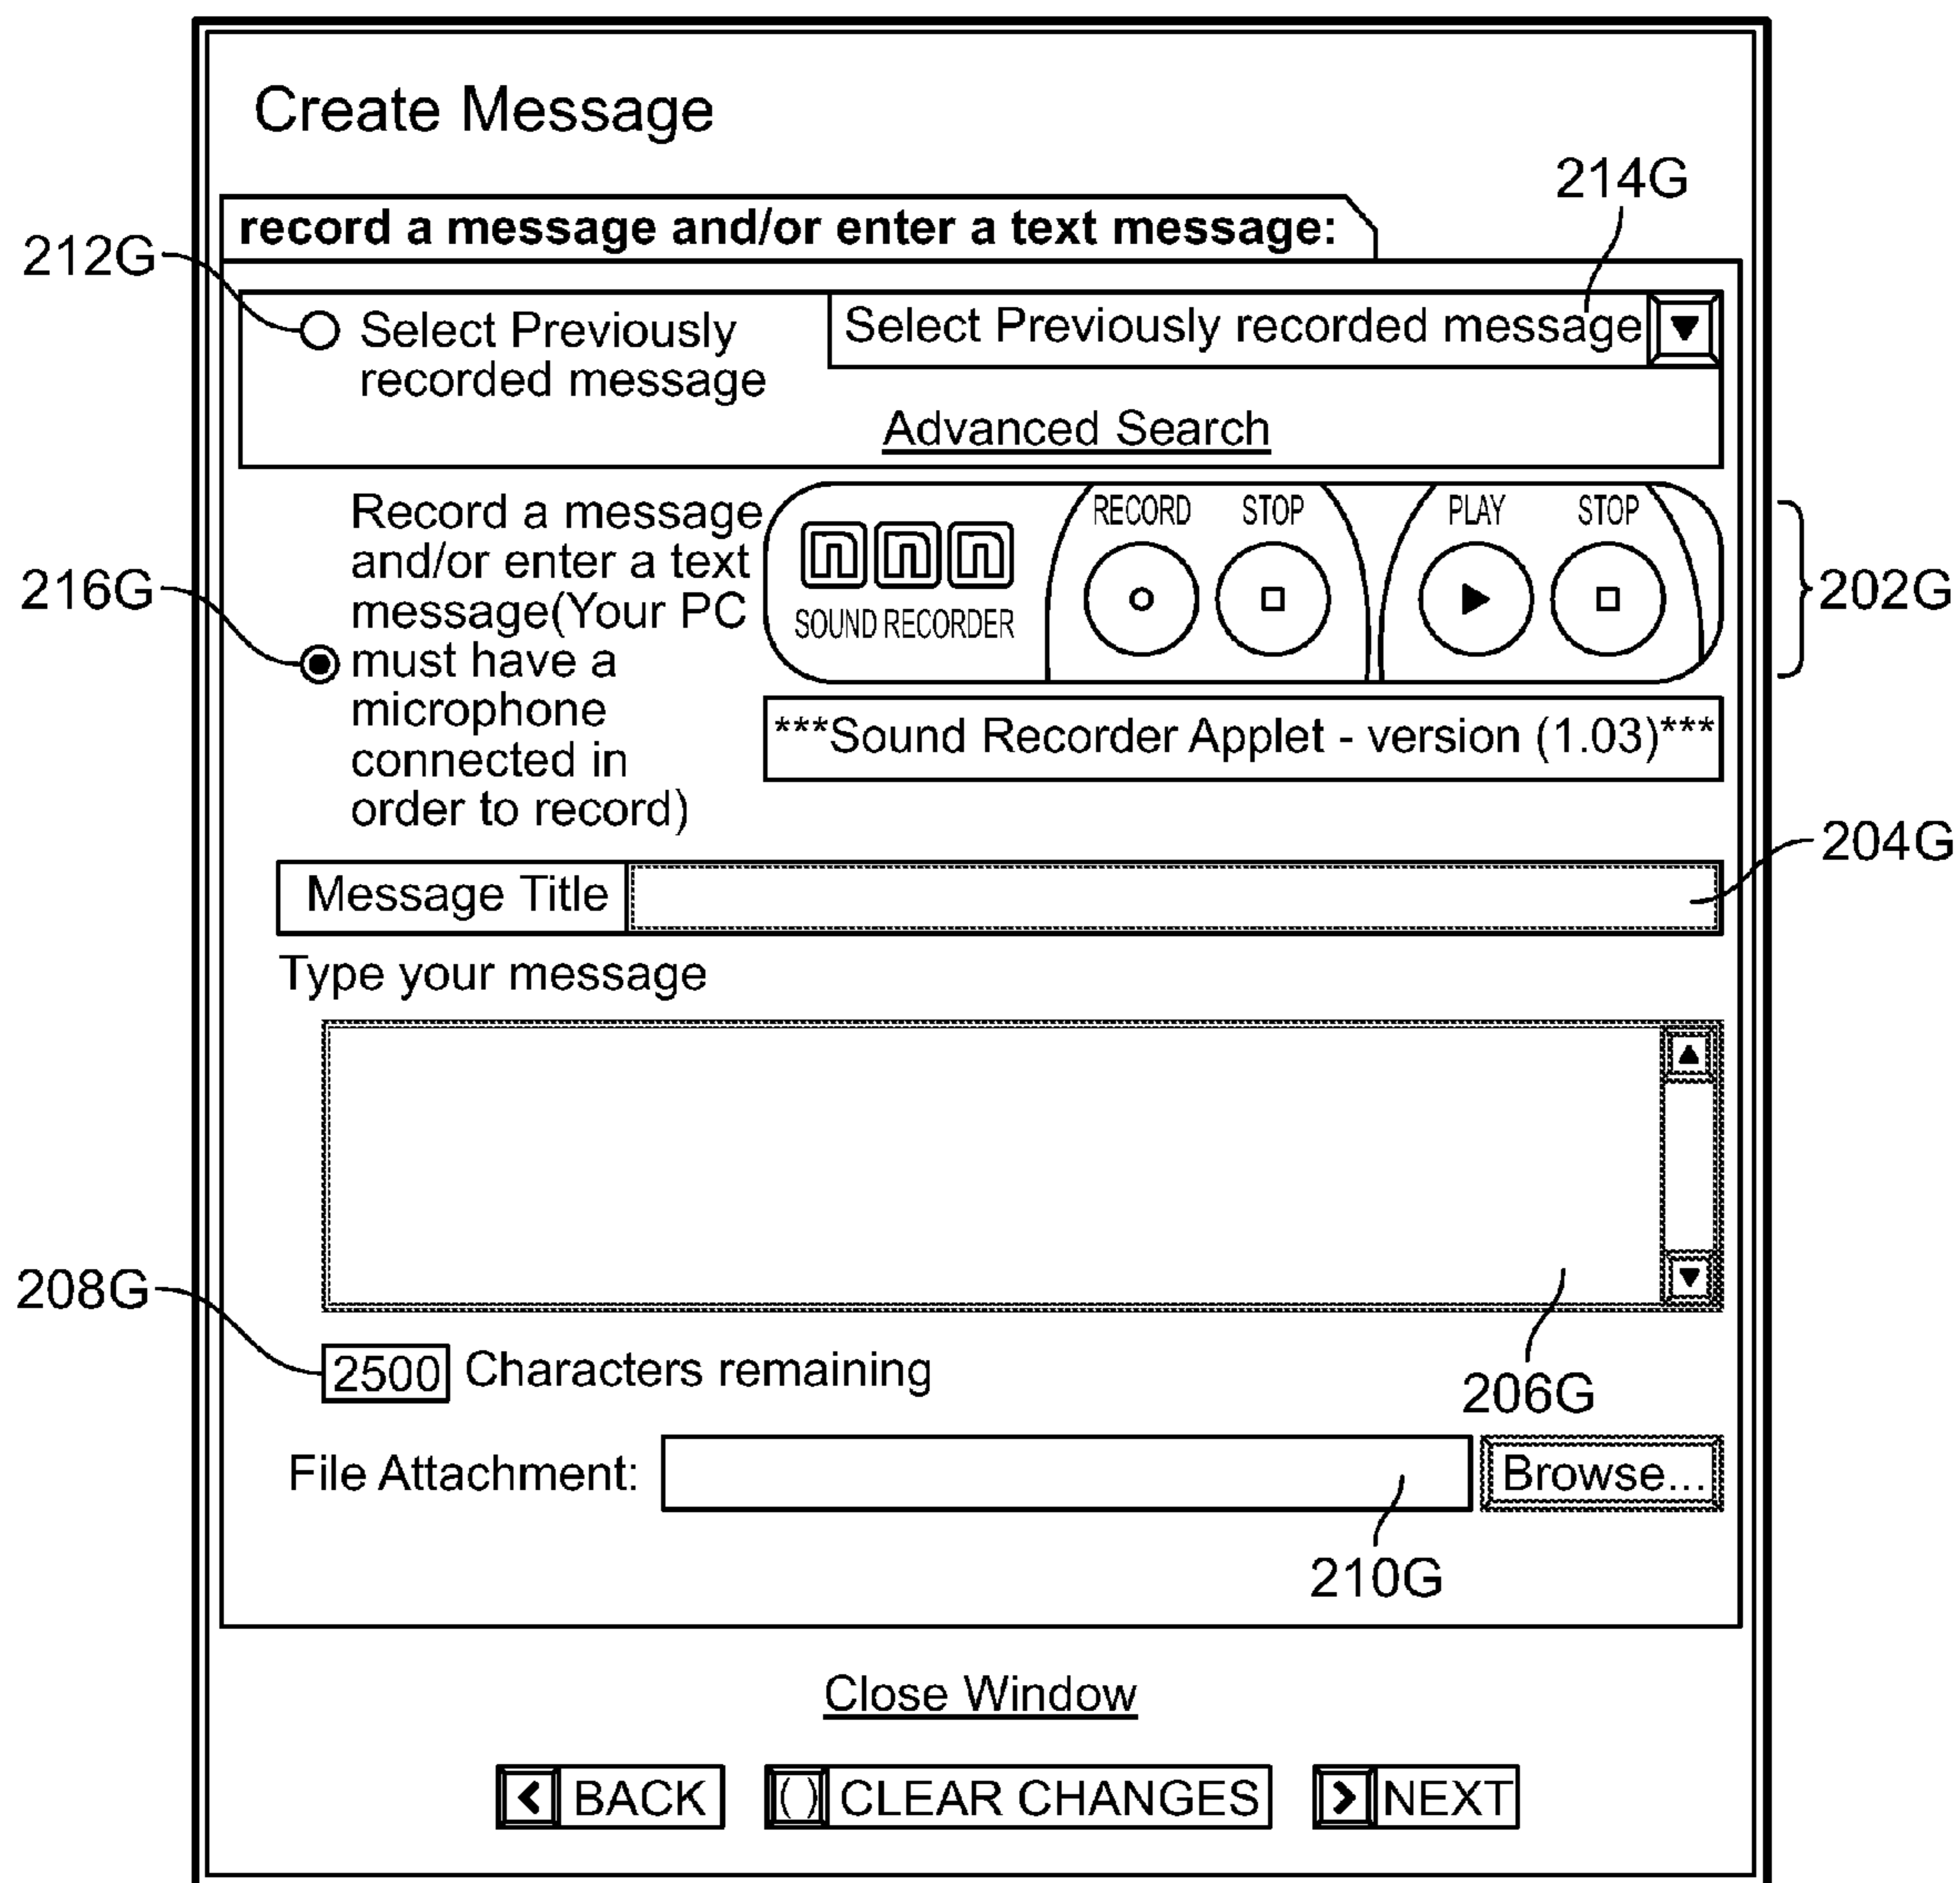 Create Message
214G
record a message and/or enter a text message:
212G
Select Previously
recorded message
Select Previously recorded message
Advanced Search
Record a message
and/or enter a text
message(Your PC
must have a
microphone
connected in
order to record)
216G
nnn
SOUND RECORDER
RECORD STOP PLAY STOP
202G
***Sound Recorder Applet - version (1.03)***
204G
Message Title
Type your message
208G
2500 Characters remaining
206G
File Attachment: Browse...
210G
Close Window
< BACK ( ) CLEAR CHANGES > NEXT